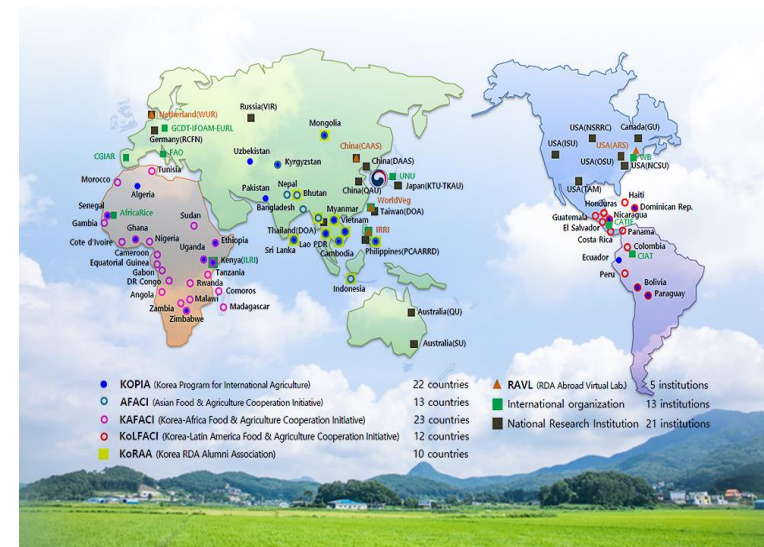 Netherland(WUR)
GCDT-IFOAM-EURL
Germany(RCFN)
FAO
CGIAR
Russia(VIR)
Mongolia
Uzbekistan
Kyrgyzstan
China(CAAS)
China(DAAS)
UNU
China(QAU)
Japan(KTU-TKAU)
Pakistan
Nepal
Bhutan
Bangladesh
Myanmar
Vietnam
WorldVeg
Taiwan(DOA)
Thailand(DOA)
IRRI
Sri Lanka
Lao PDR
Cambodia
Philippines(PCAARRD)
Indonesia
Australia(QU)
Australia(SU)
Tunisia
Morocco
Algeria
Senegal
AfricaRice
Gambia
Sudan
Ghana
Cote d'Ivoire
Nigeria
Ethiopia
Uganda
Cameroon
Kenya(ILRI)
Equatorial Guinea
Gabon
Tanzania
DR Congo
Rwanda
Comoros
Angola
Malawi
Zambia
Madagascar
Zimbabwe
USA(NSRRC)
Canada(GU)
USA(ISU)
USA(ARS)
WB
USA(OSU)
USA(NCSU)
USA(TAM)
Haiti
Honduras
Dominican Rep.
Guatemala
Nicaragua
CATIE
El Salvador
Panama
Costa Rica
Colombia
Ecuador
CIAT
Peru
Bolivia
Paraguay
KOPIA (Korea Program for International Agriculture) 22 countries
AFACI (Asian Food & Agriculture Cooperation Initiative) 13 countries
KAFACI (Korea-Africa Food & Agriculture Cooperation Initiative) 23 countries
KoLFACI (Korea-Latin America Food & Agriculture Cooperation Initiative) 12 countries
KoRAA (Korea RDA Alumni Association) 10 countries
RAVL (RDA Abroad Virtual Lab.) 5 institutions
International organization 13 institutions
National Research Institution 21 institutions